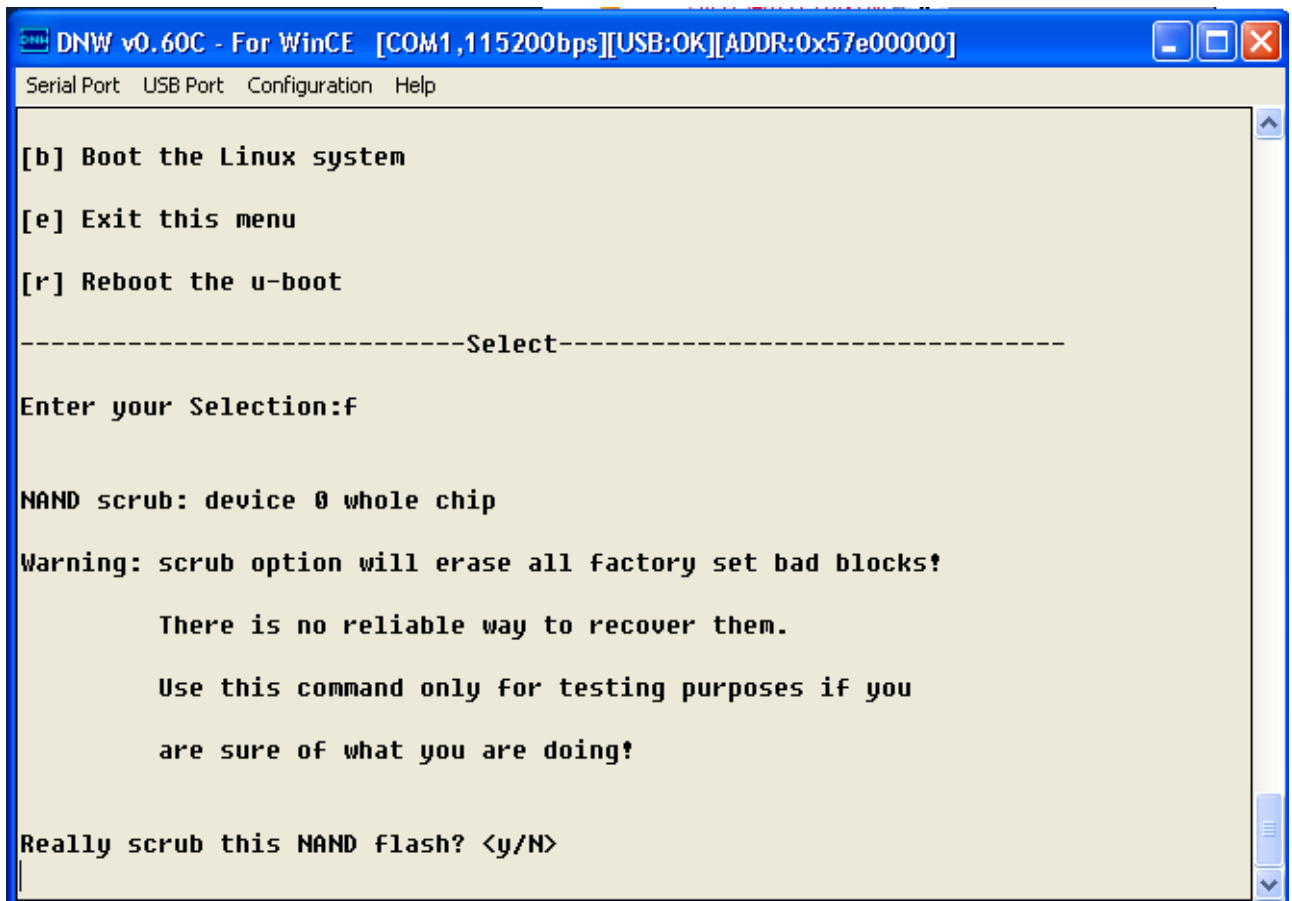 DNW v0.60C - For WinCE [COM1,115200bps][USB:OK][ADDR:0x57e00000]
Serial Port USB Port Configuration Help
[b] Boot the Linux system
[e] Exit this menu
[r] Reboot the u-boot
-----------------------------Select---------------------------------
Enter your Selection:f
NAND scrub: device 0 whole chip
Warning: scrub option will erase all factory set bad blocks!
There is no reliable way to recover them.
Use this command only for testing purposes if you
are sure of what you are doing!
Really scrub this NAND flash? <y/N>